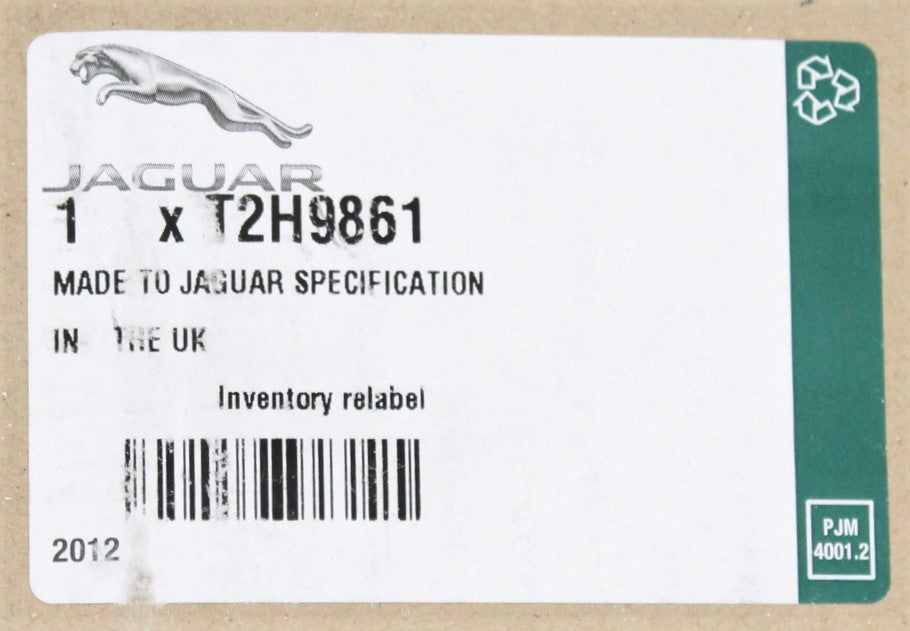 JAGUAR
1 x T2H9861
MADE TO JAGUAR SPECIFICATION
IN THE UK
Inventory relabel
2012
PJM
4001.2